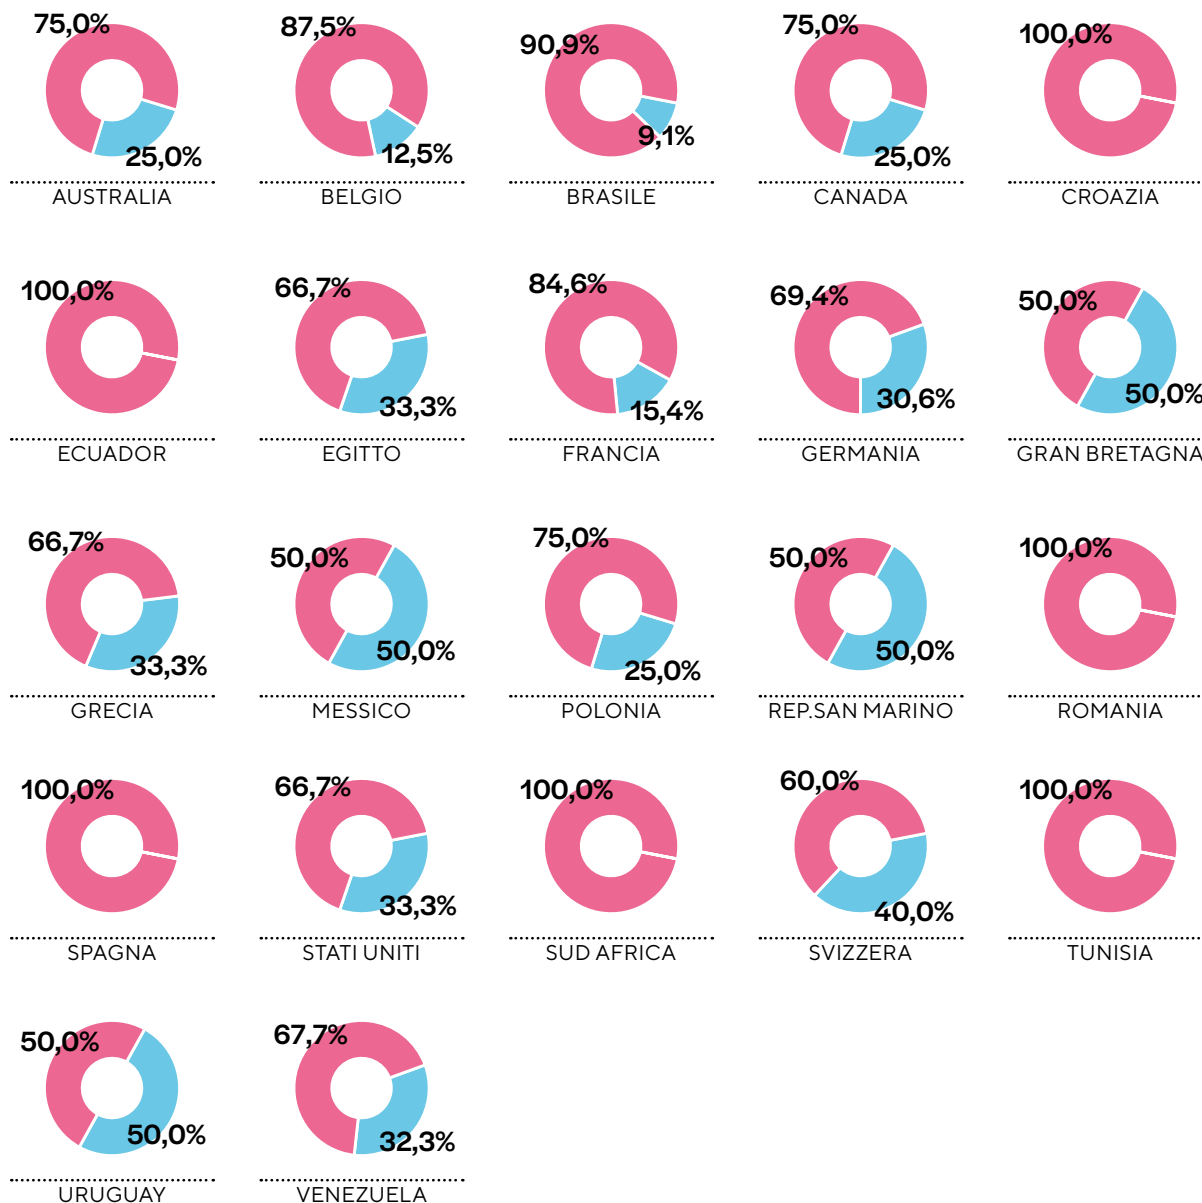 75,0%
25,0%
AUSTRALIA
87,5%
12,5%
BELGIO
90,9%
9,1%
BRASILE
75,0%
25,0%
CANADA
100,0%
CROAZIA
100,0%
ECUADOR
66,7%
33,3%
EGITTO
84,6%
15,4%
FRANCIA
69,4%
30,6%
GERMANIA
50,0%
50,0%
GRAN BRETAGNA
66,7%
33,3%
GRECIA
50,0%
50,0%
MESSICO
75,0%
25,0%
POLONIA
50,0%
50,0%
REP.SAN MARINO
100,0%
ROMANIA
100,0%
SPAGNA
66,7%
33,3%
STATI UNITI
100,0%
SUD AFRICA
60,0%
40,0%
SVIZZERA
100,0%
TUNISIA
50,0%
50,0%
URUGUAY
67,7%
32,3%
VENEZUELA